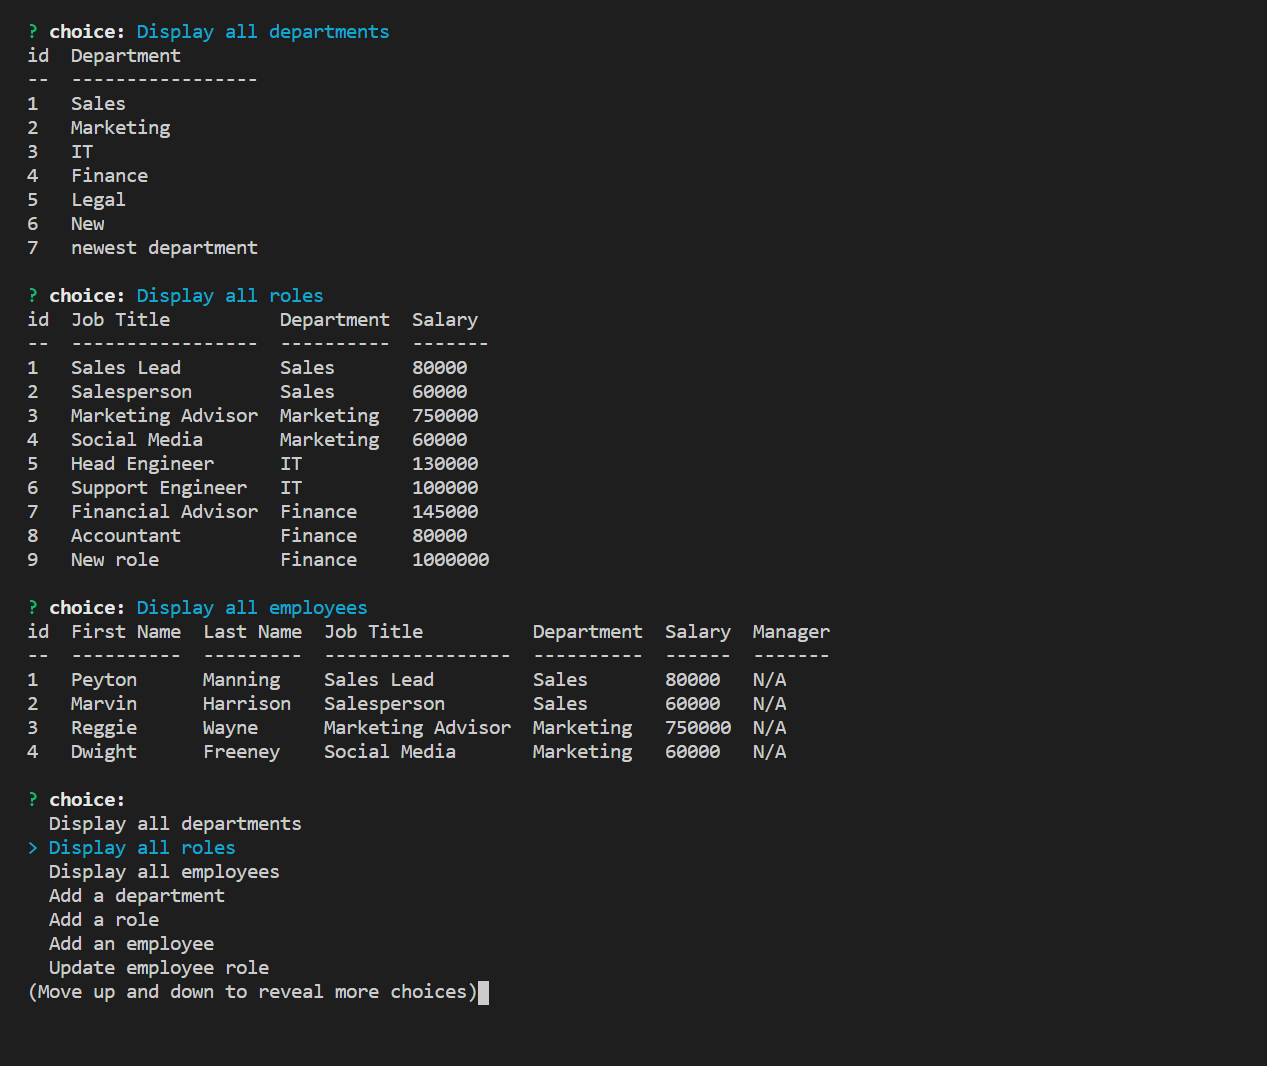 ? choice: Display all departments
id  Department
--  -----------------
1   Sales
2   Marketing
3   IT
4   Finance
5   Legal
6   New
7   newest department
? choice: Display all roles
id  Job Title          Department  Salary
--  -----------------  ----------  -------
1   Sales Lead         Sales       80000
2   Salesperson        Sales       60000
3   Marketing Advisor  Marketing   750000
4   Social Media       Marketing   60000
5   Head Engineer      IT          130000
6   Support Engineer   IT          100000
7   Financial Advisor  Finance     145000
8   Accountant         Finance     80000
9   New role           Finance     1000000
? choice: Display all employees
id  First Name  Last Name  Job Title          Department  Salary  Manager
--  ----------  ---------  -----------------  ----------  ------  -------
1   Peyton      Manning    Sales Lead         Sales       80000   N/A
2   Marvin      Harrison   Salesperson        Sales       60000   N/A
3   Reggie      Wayne      Marketing Advisor  Marketing   750000  N/A
4   Dwight      Freeney    Social Media       Marketing   60000   N/A
? choice:
  Display all departments
> Display all roles
  Display all employees
  Add a department
  Add a role
  Add an employee
  Update employee role
(Move up and down to reveal more choices)